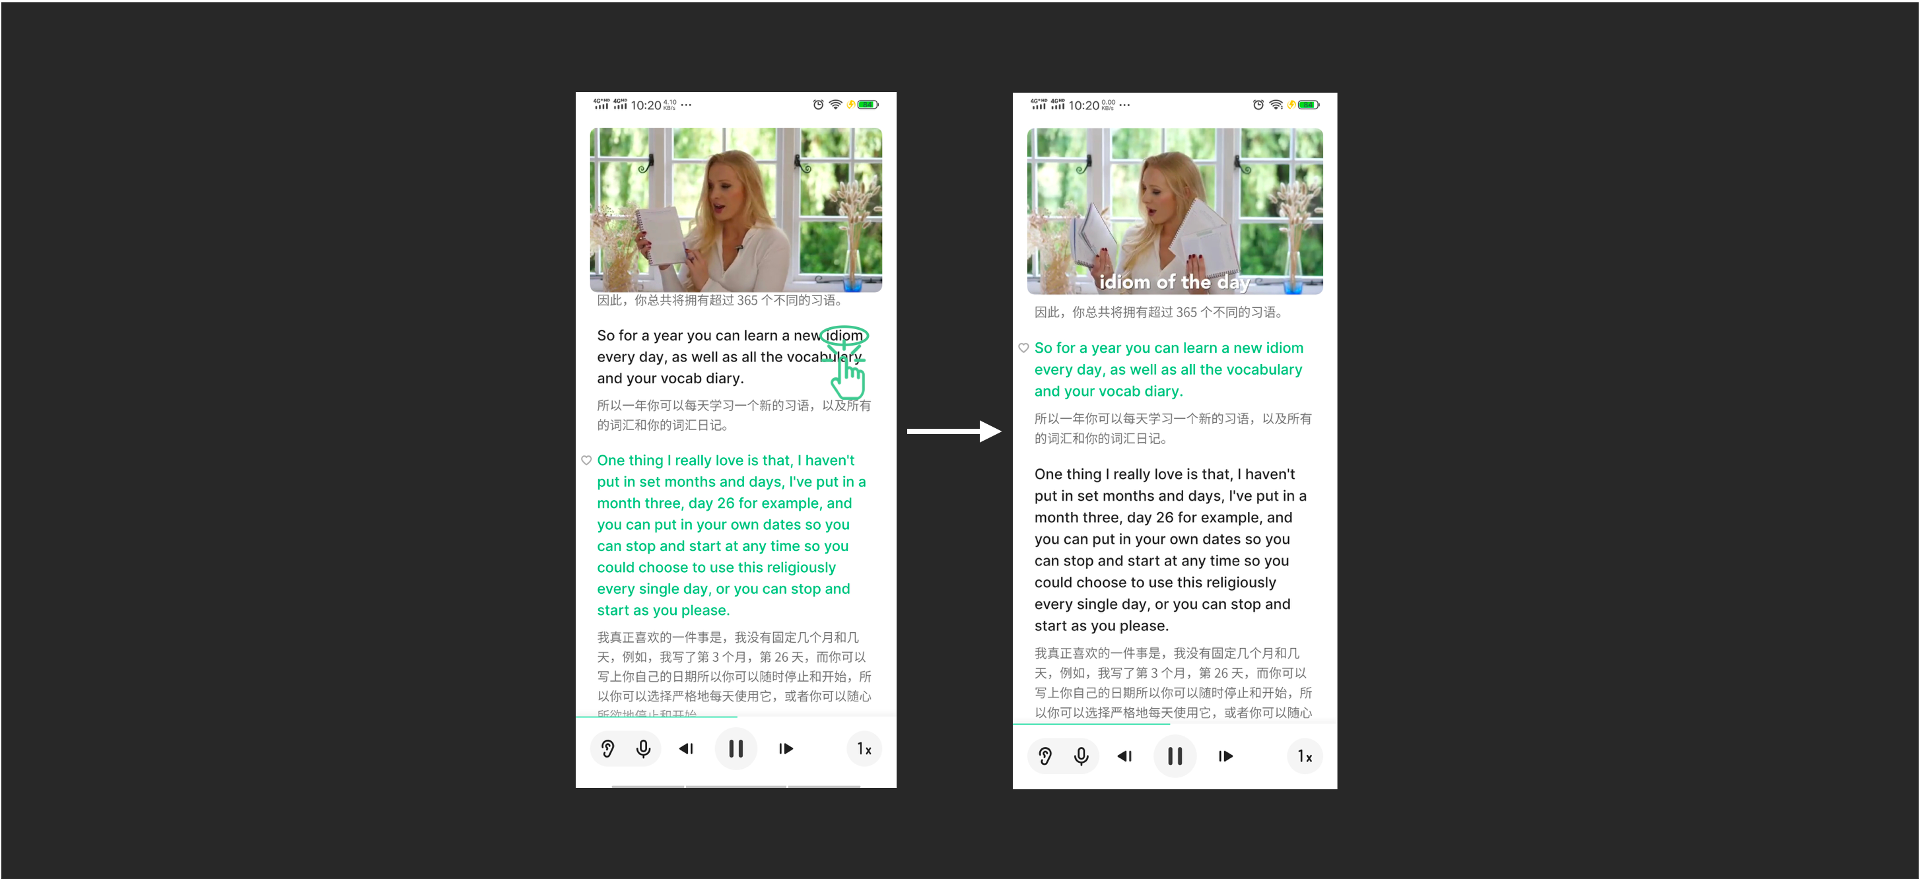 4G+HD 4GHD 10:20 4.10 KB/s ... 84
因此，你总共将拥有超过 365 个不同的习语。
So for a year you can learn a new idiom
every day, as well as all the vocabulary
and your vocab diary.
所以一年你可以每天学习一个新的习语，以及所有
的词汇和你的词汇日记。
One thing I really love is that, I haven't
put in set months and days, I've put in a
month three, day 26 for example, and
you can put in your own dates so you
can stop and start at any time so you
could choose to use this religiously
every single day, or you can stop and
start as you please.
我真正喜欢的一件事是，我没有固定几个月和几
天，例如，我写了第 3 个月，第 26 天，而你可以
写上你自己的日期所以你可以随时停止和开始，所
以你可以选择严格地每天使用它，或者你可以随心
所欲地停止和开始
1x
4G+HD 4GHD 10:20 0.00 KB/s ... 84
idiom of the day
因此，你总共将拥有超过 365 个不同的习语。
So for a year you can learn a new idiom
every day, as well as all the vocabulary
and your vocab diary.
所以一年你可以每天学习一个新的习语，以及所有
的词汇和你的词汇日记。
One thing I really love is that, I haven't
put in set months and days, I've put in a
month three, day 26 for example, and
you can put in your own dates so you
can stop and start at any time so you
could choose to use this religiously
every single day, or you can stop and
start as you please.
我真正喜欢的一件事是，我没有固定几个月和几
天，例如，我写了第 3 个月，第 26 天，而你可以
写上你自己的日期所以你可以随时停止和开始，所
以你可以选择严格地每天使用它，或者你可以随心
1x